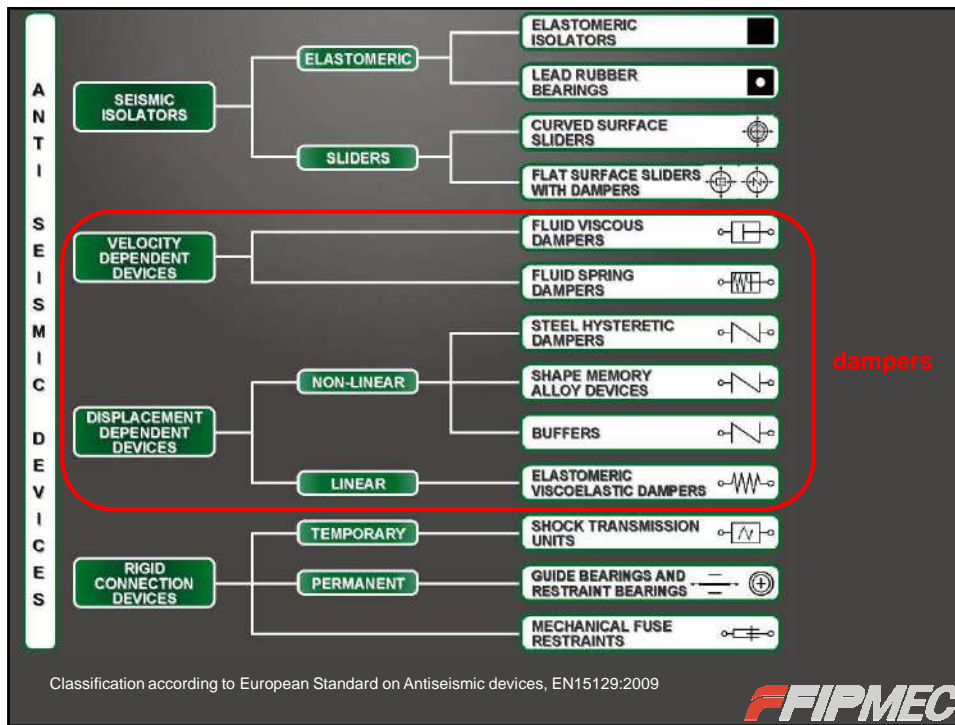 ANTI SEISMIC DEVICES
SEISMIC
ISOLATORS
ELASTOMERIC
ELASTOMERIC
ISOLATORS
LEAD RUBBER
BEARINGS
SLIDERS
CURVED SURFACE
SLIDERS
FLAT SURFACE SLIDERS
WITH DAMPERS
VELOCITY
DEPENDENT
DEVICES
FLUID VISCOUS
DAMPERS
FLUID SPRING
DAMPERS
DISPLACEMENT
DEPENDENT
DEVICES
NON-LINEAR
STEEL HYSTERETIC
DAMPERS
SHAPE MEMORY
ALLOY DEVICES
BUFFERS
LINEAR
ELASTOMERIC
VISCOELASTIC DAMPERS
dampers
RIGID
CONNECTION
DEVICES
TEMPORARY
SHOCK TRANSMISSION
UNITS
PERMANENT
GUIDE BEARINGS AND
RESTRAINT BEARINGS
MECHANICAL FUSE
RESTRAINTS
Classification according to European Standard on Antiseismic devices, EN15129:2009
FIPMEC